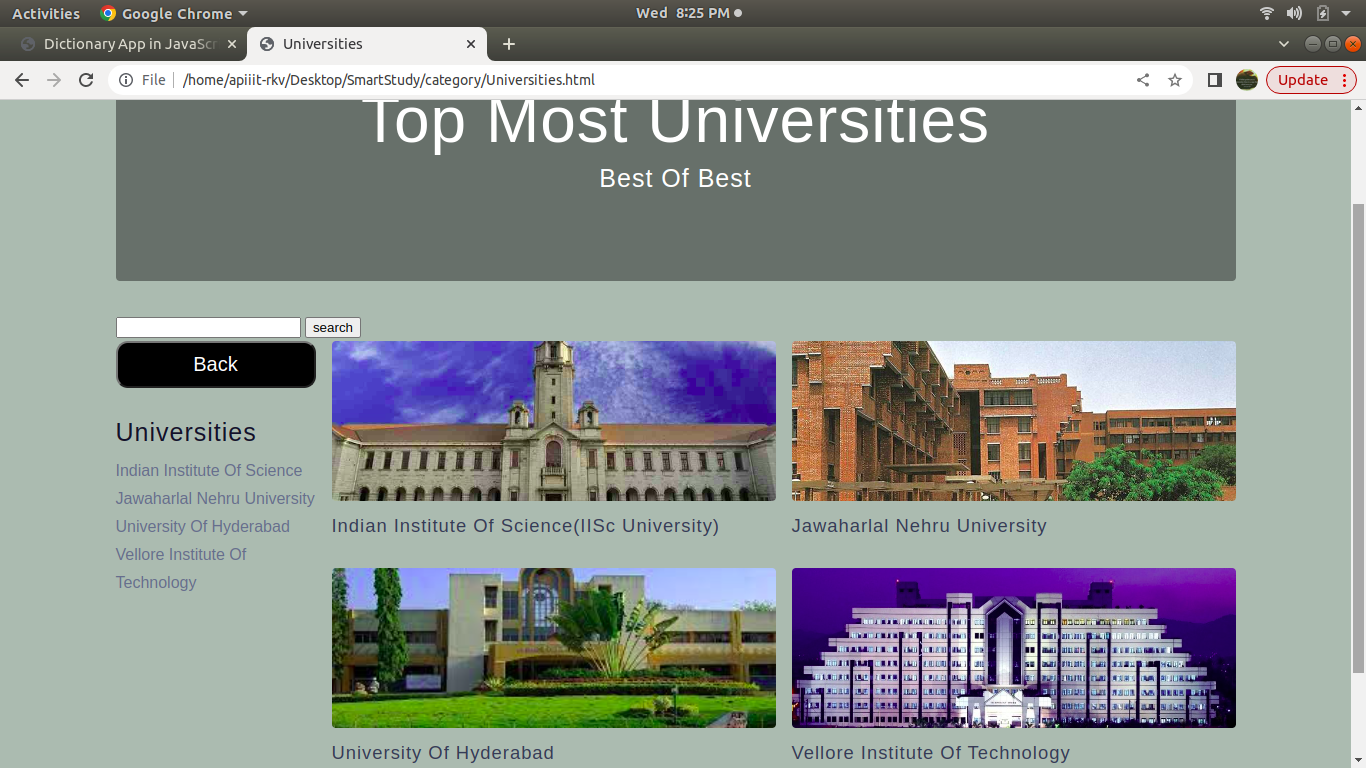 Activities Google Chrome Wed 8:25 PM
Dictionary App in JavaScr Universities
File /home/apiiit-rkv/Desktop/SmartStudy/category/Universities.html Update
Top Most Universities
Best Of Best
search
Back
Universities
Indian Institute Of Science
Jawaharlal Nehru University
University Of Hyderabad
Vellore Institute Of
Technology
Indian Institute Of Science(IISc University)
Jawaharlal Nehru University
University Of Hyderabad
Vellore Institute Of Technology